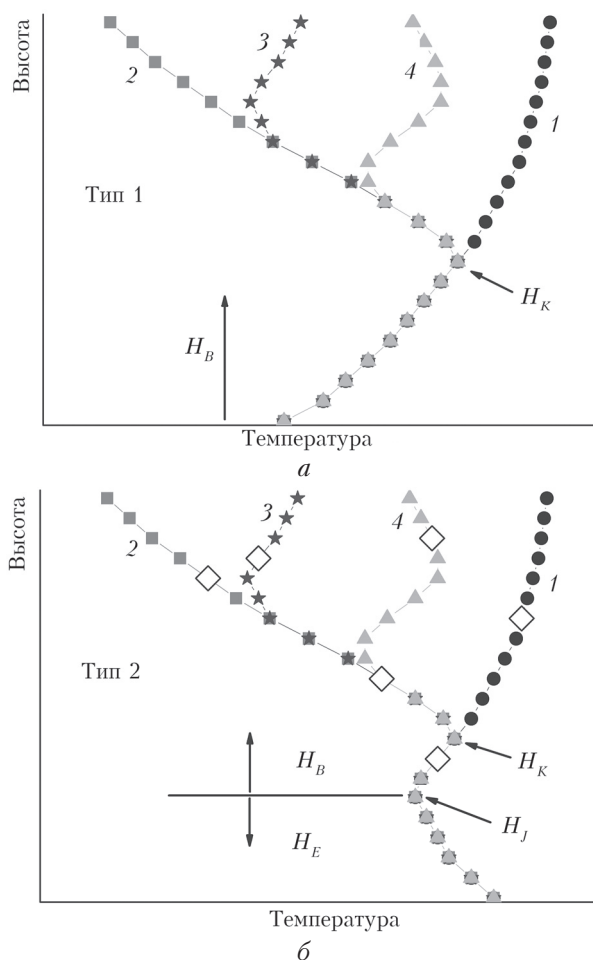 Высота
3
2
4
1
Тип 1
H_K
H_B
Температура
а
Высота
3
4
2
1
Тип 2
H_B
H_K
H_J
H_E
Температура
б